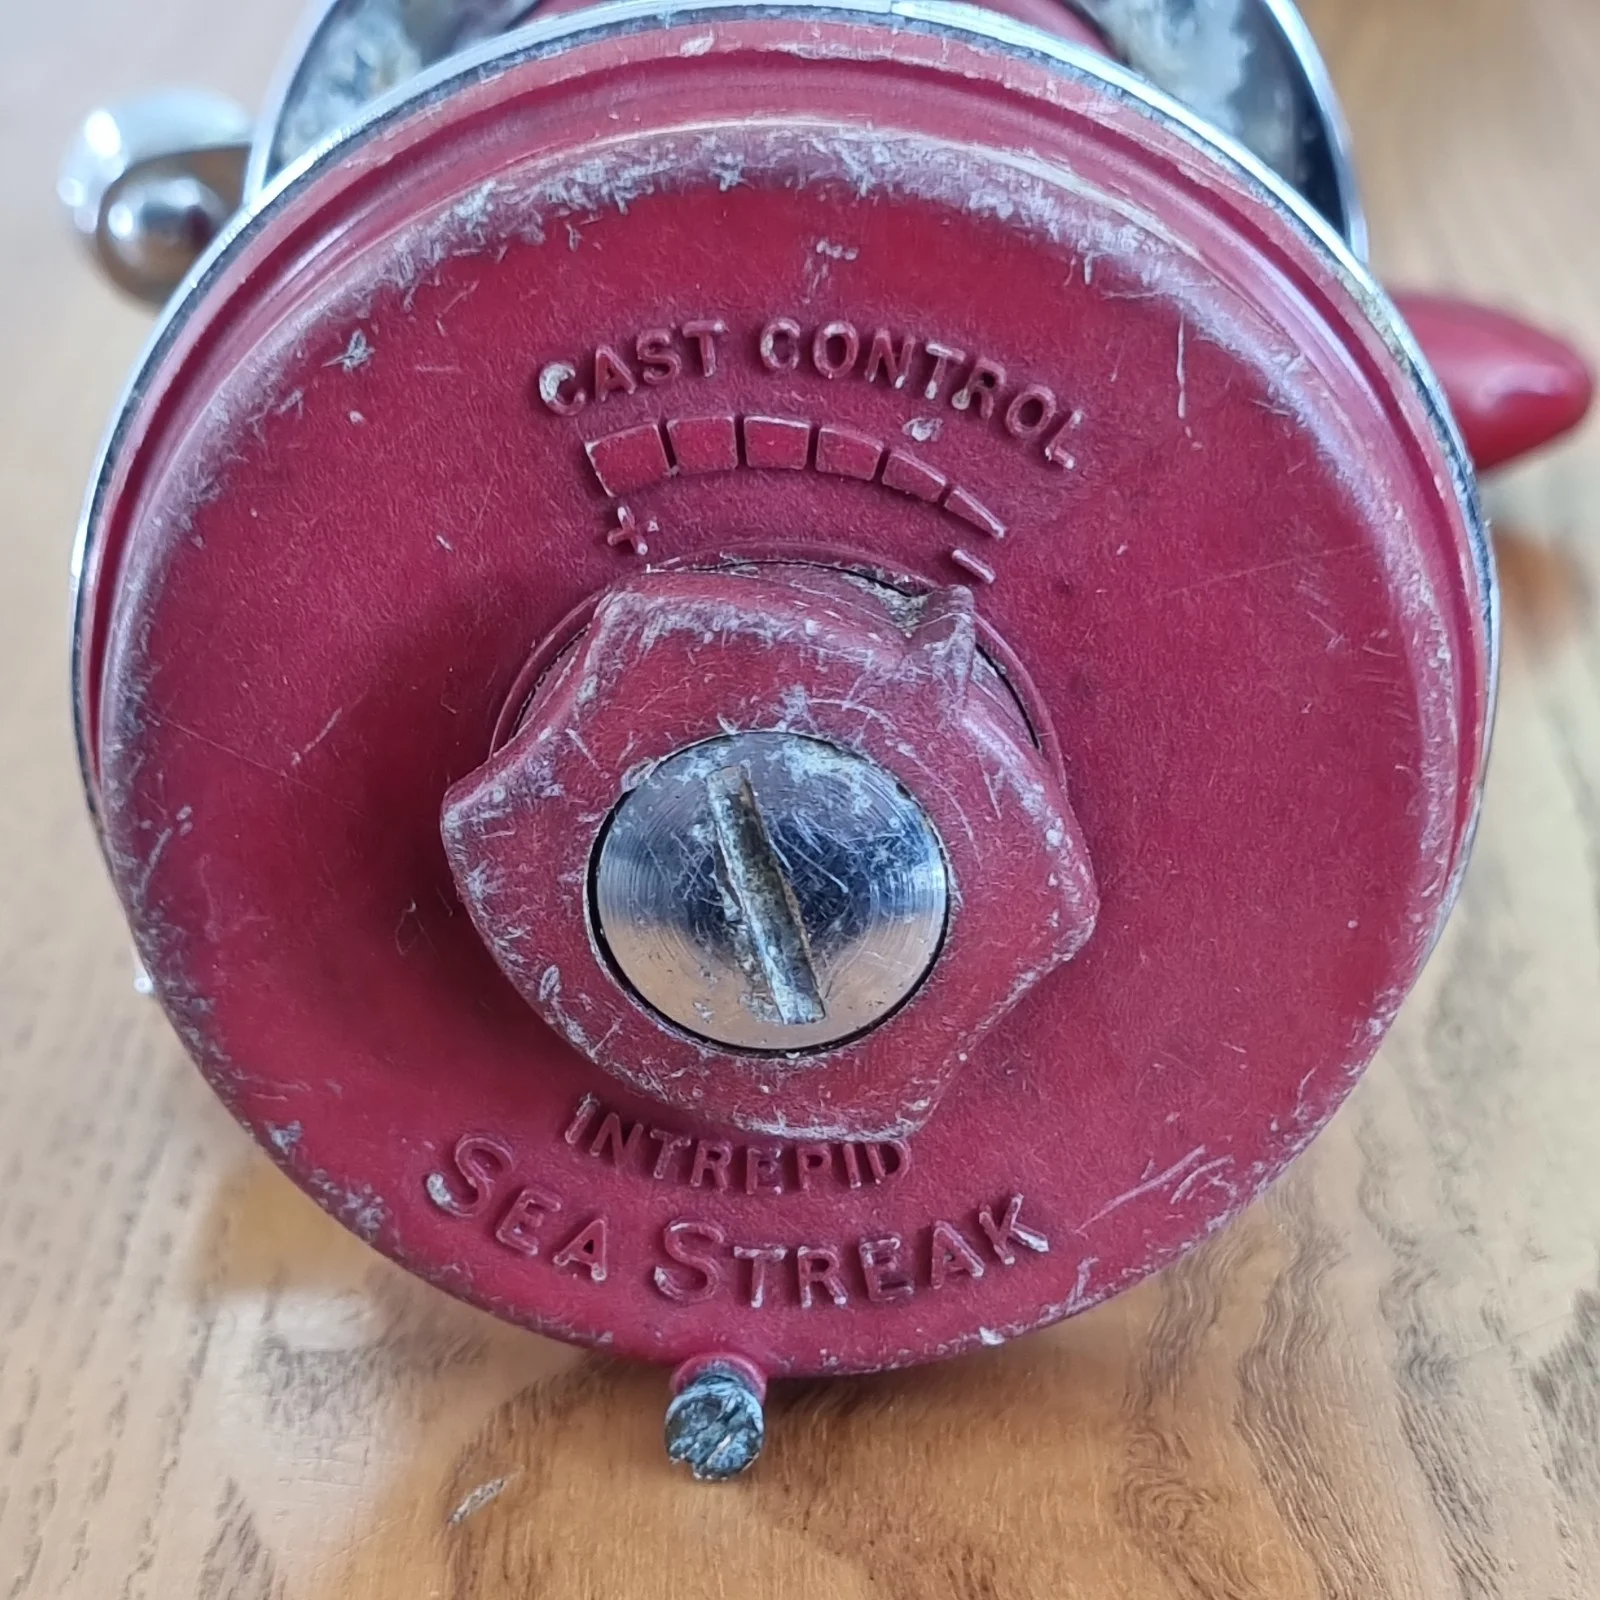 CAST CONTROL
+ −
INTREPID
SEA STREAK